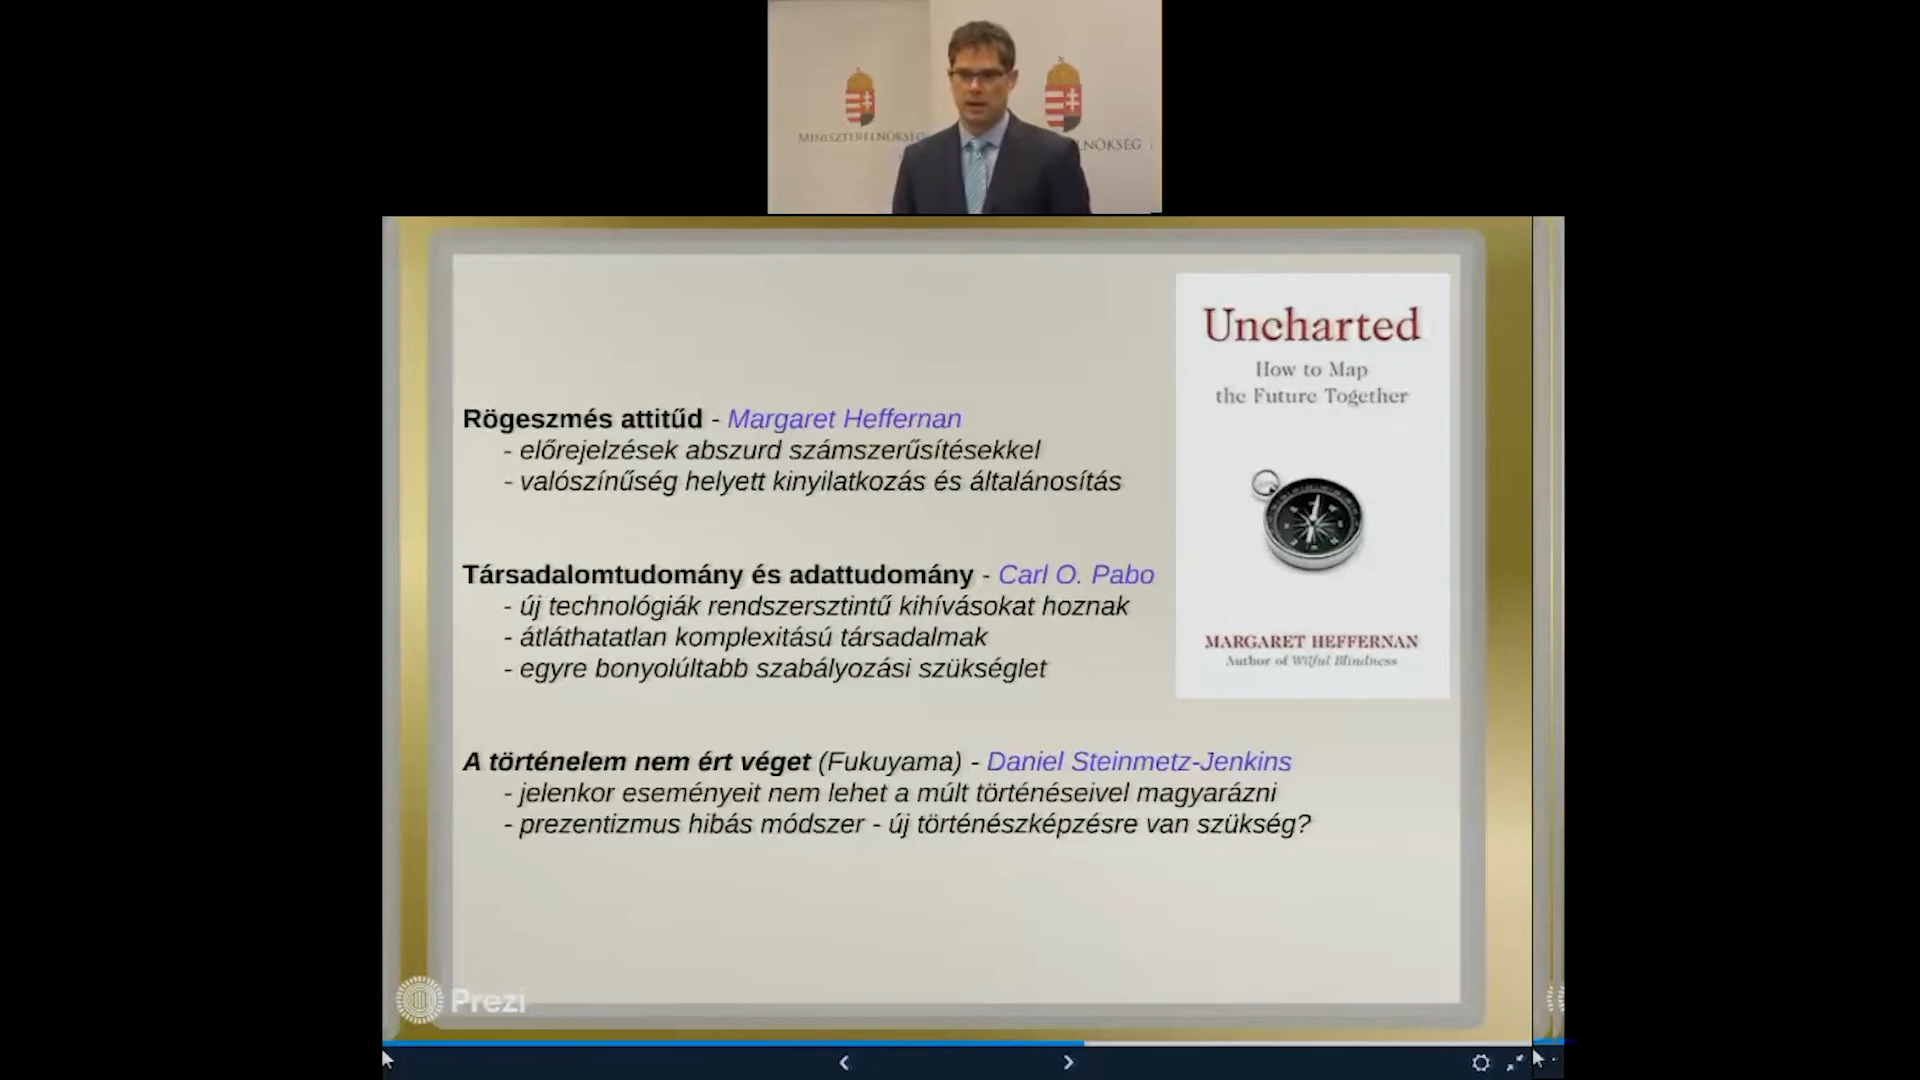 MINISZTERELNÖKSÉG
LNÖKSÉG
Uncharted
How to Map
the Future Together
Rögeszmés attitűd - Margaret Heffernan
- előrejelzések abszurd számszerűsítésekkel
- valószínűség helyett kinyilatkozás és általánosítás
Társadalomtudomány és adattudomány - Carl O. Pabo
- új technológiák rendszersztintű kihívásokat hoznak
- átláthatatlan komplexitású társadalmak
- egyre bonyolúltabb szabályozási szükséglet
MARGARET HEFFERNAN
Author of Wilful Blindness
A történelem nem ért véget (Fukuyama) - Daniel Steinmetz-Jenkins
- jelenkor eseményeit nem lehet a múlt történéseivel magyarázni
- prezentizmus hibás módszer - új történészképzésre van szükség?
Prezi